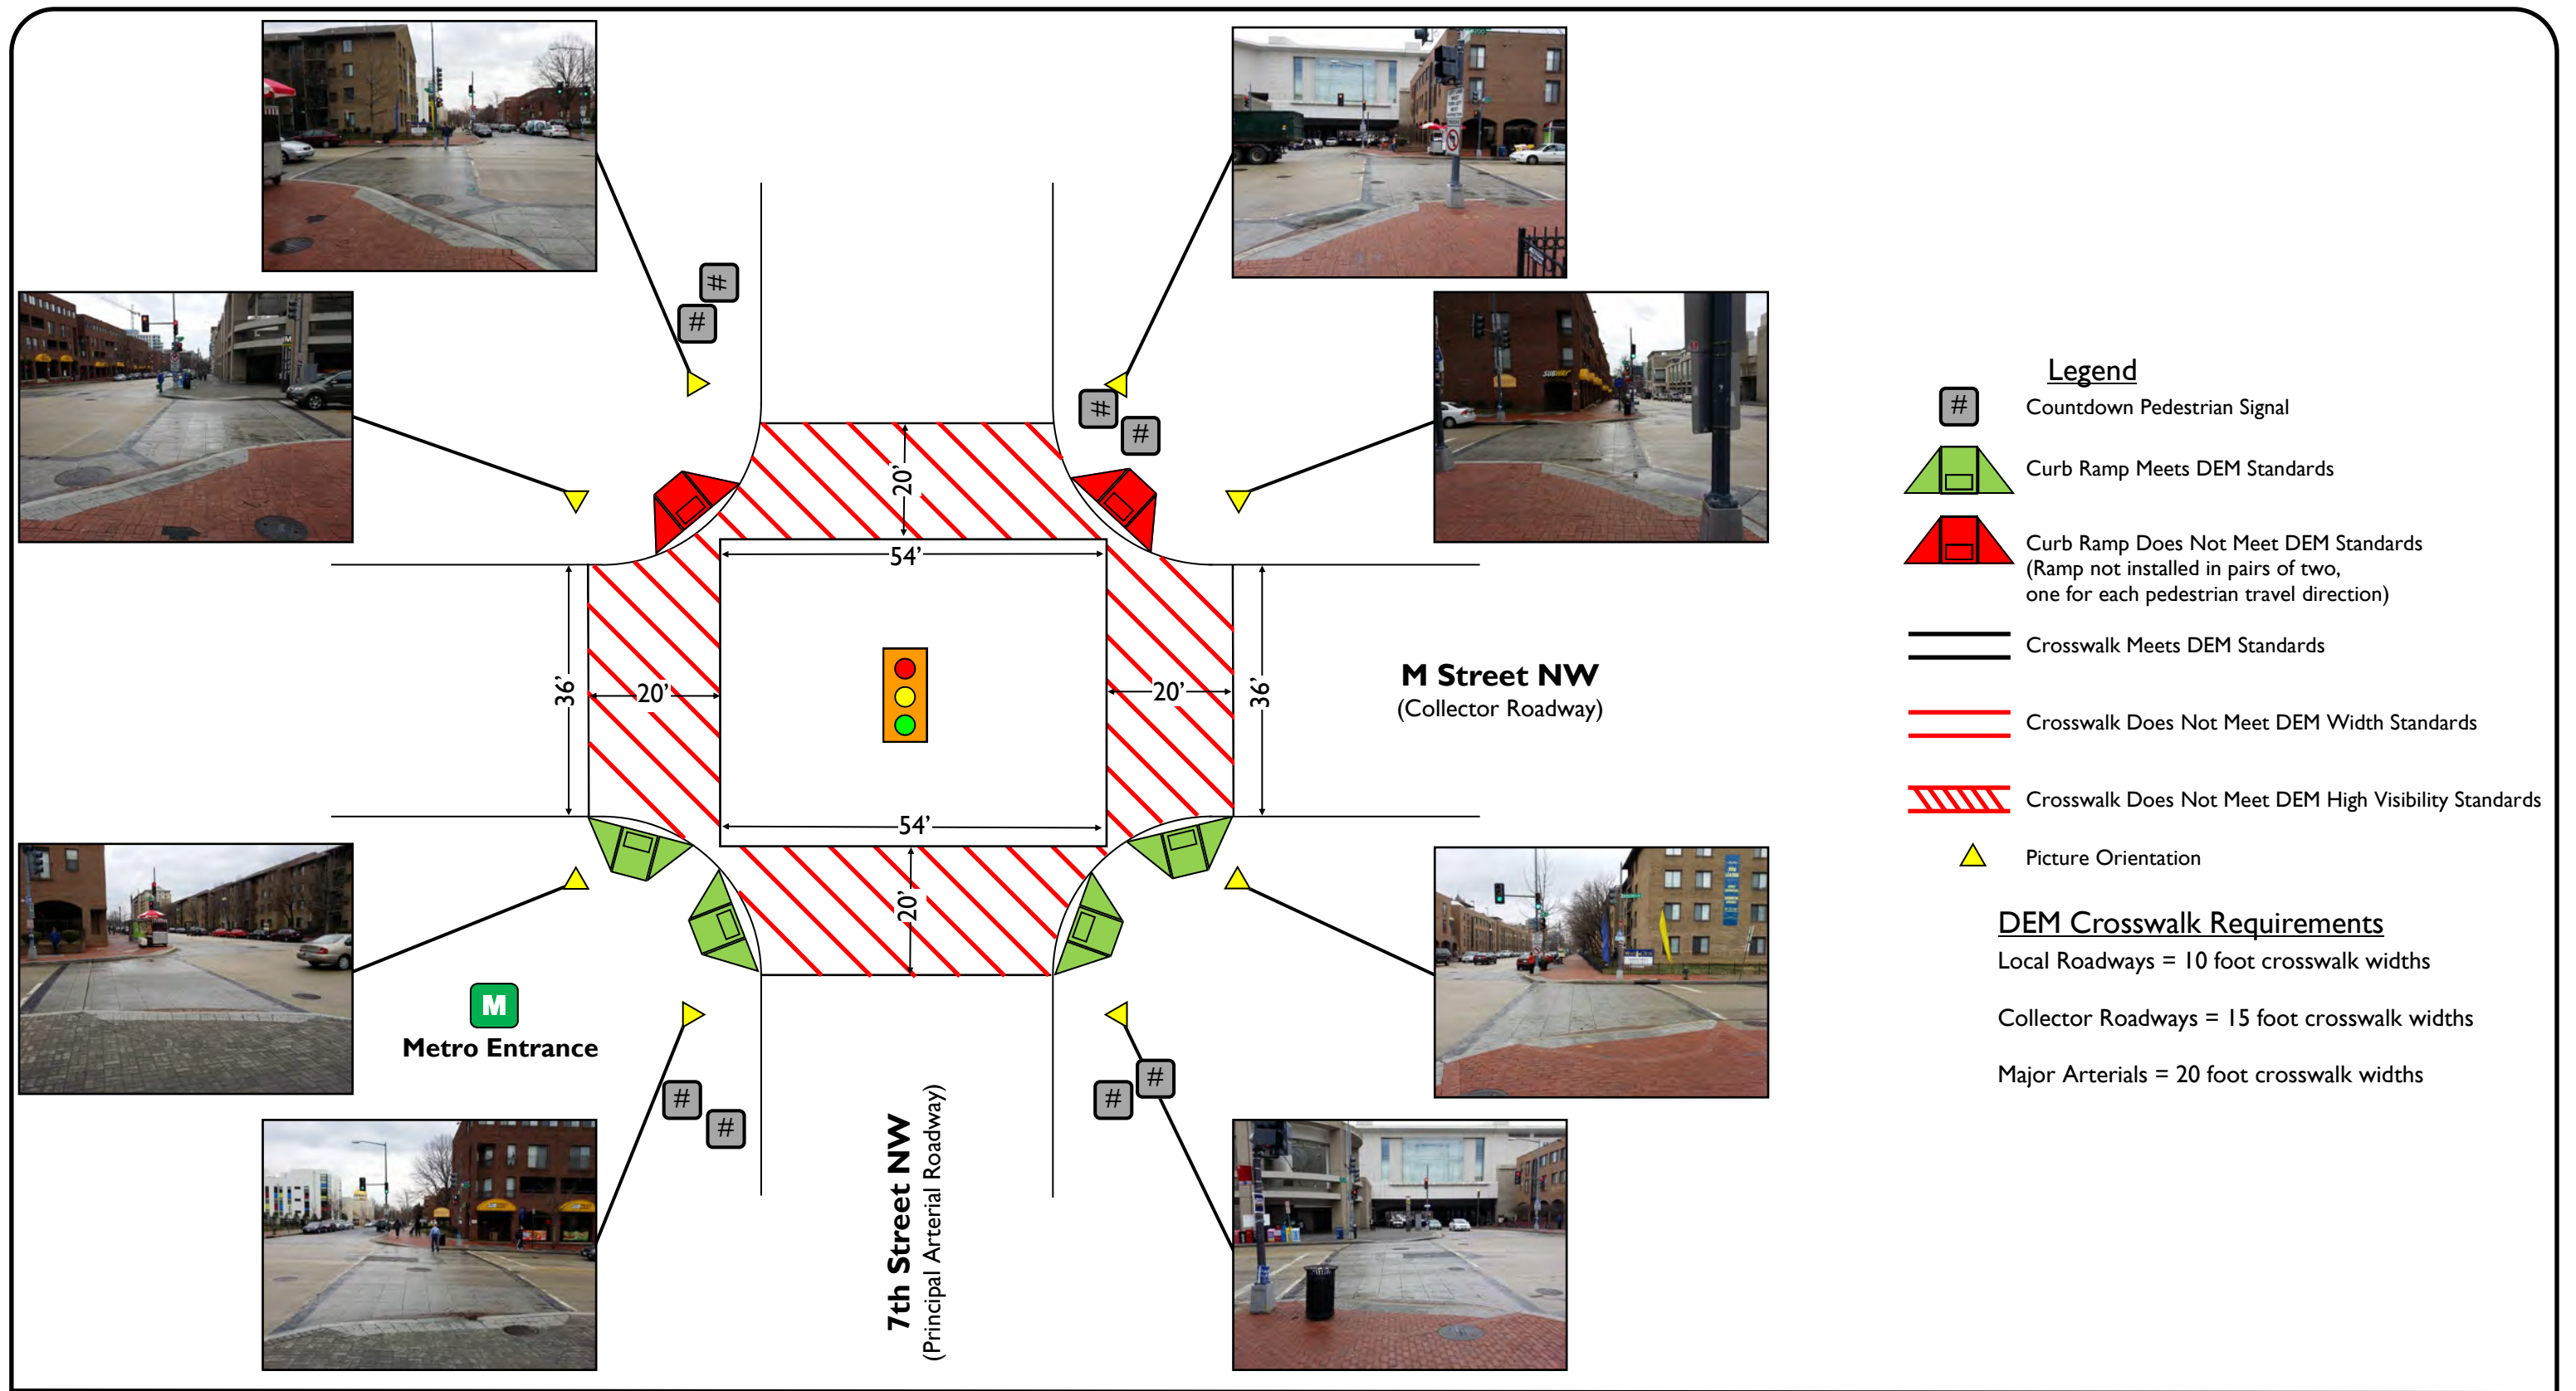 #
#
#
#
20'
54'
36'
20'
20'
36'
54'
20'
M Street NW
(Collector Roadway)
M
Metro Entrance
#
#
#
#
7th Street NW
(Principal Arterial Roadway)
SUBWAY
M
Legend
# Countdown Pedestrian Signal
Curb Ramp Meets DEM Standards
Curb Ramp Does Not Meet DEM Standards
(Ramp not installed in pairs of two,
one for each pedestrian travel direction)
Crosswalk Meets DEM Standards
Crosswalk Does Not Meet DEM Width Standards
Crosswalk Does Not Meet DEM High Visibility Standards
Picture Orientation
DEM Crosswalk Requirements
Local Roadways = 10 foot crosswalk widths
Collector Roadways = 15 foot crosswalk widths
Major Arterials = 20 foot crosswalk widths